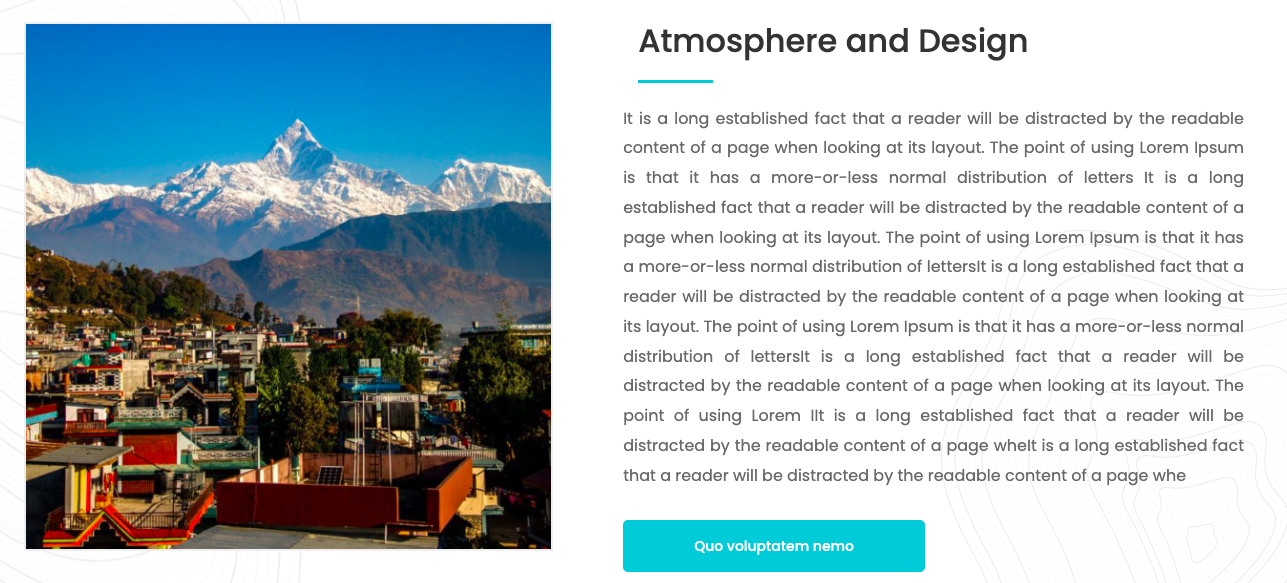 Atmosphere and Design
It is a long established fact that a reader will be distracted by the readable
content of a page when looking at its layout. The point of using Lorem Ipsum
is that it has a more-or-less normal distribution of letters It is a long
established fact that a reader will be distracted by the readable content of a
page when looking at its layout. The point of using Lorem Ipsum is that it has
a more-or-less normal distribution of lettersIt is a long established fact that a
reader will be distracted by the readable content of a page when looking at
its layout. The point of using Lorem Ipsum is that it has a more-or-less normal
distribution of lettersIt is a long established fact that a reader will be
distracted by the readable content of a page when looking at its layout. The
point of using Lorem IIt is a long established fact that a reader will be
distracted by the readable content of a page wheIt is a long established fact
that a reader will be distracted by the readable content of a page whe
Quo voluptatem nemo